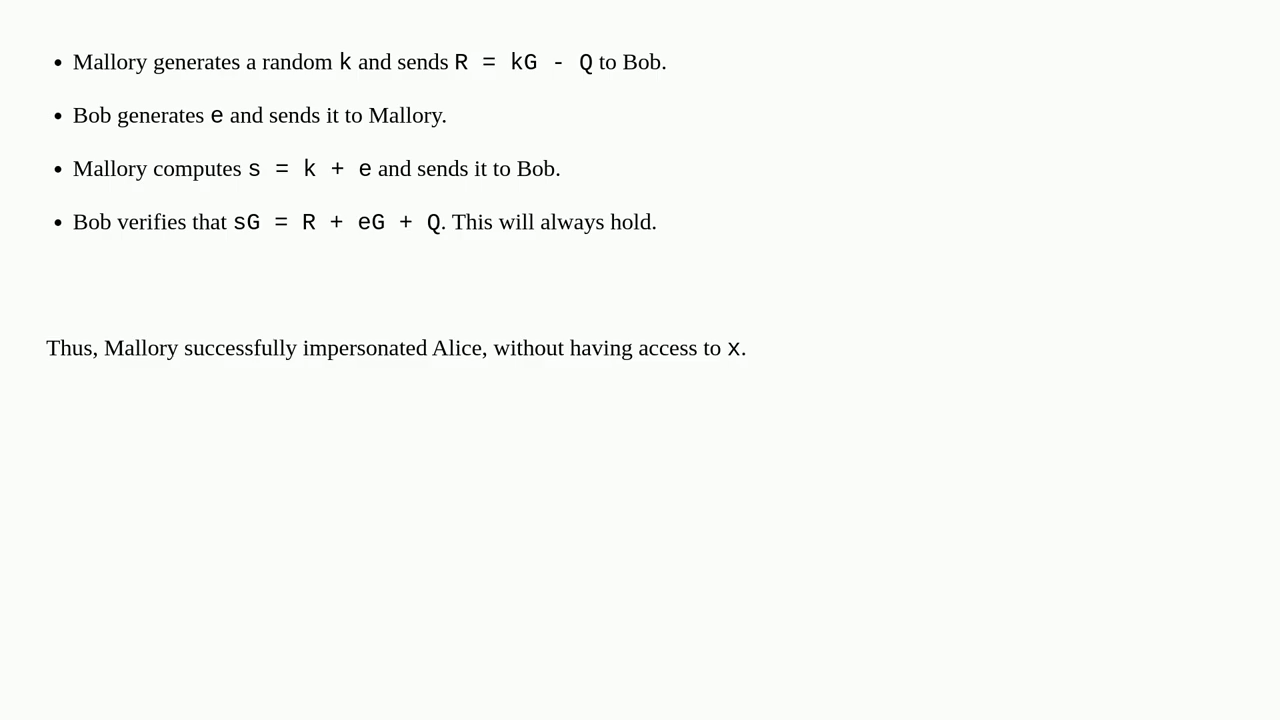 • Mallory generates a random k and sends R = kG - Q to Bob.
• Bob generates e and sends it to Mallory.
• Mallory computes s = k + e and sends it to Bob.
• Bob verifies that sG = R + eG + Q. This will always hold.
Thus, Mallory successfully impersonated Alice, without having access to x.